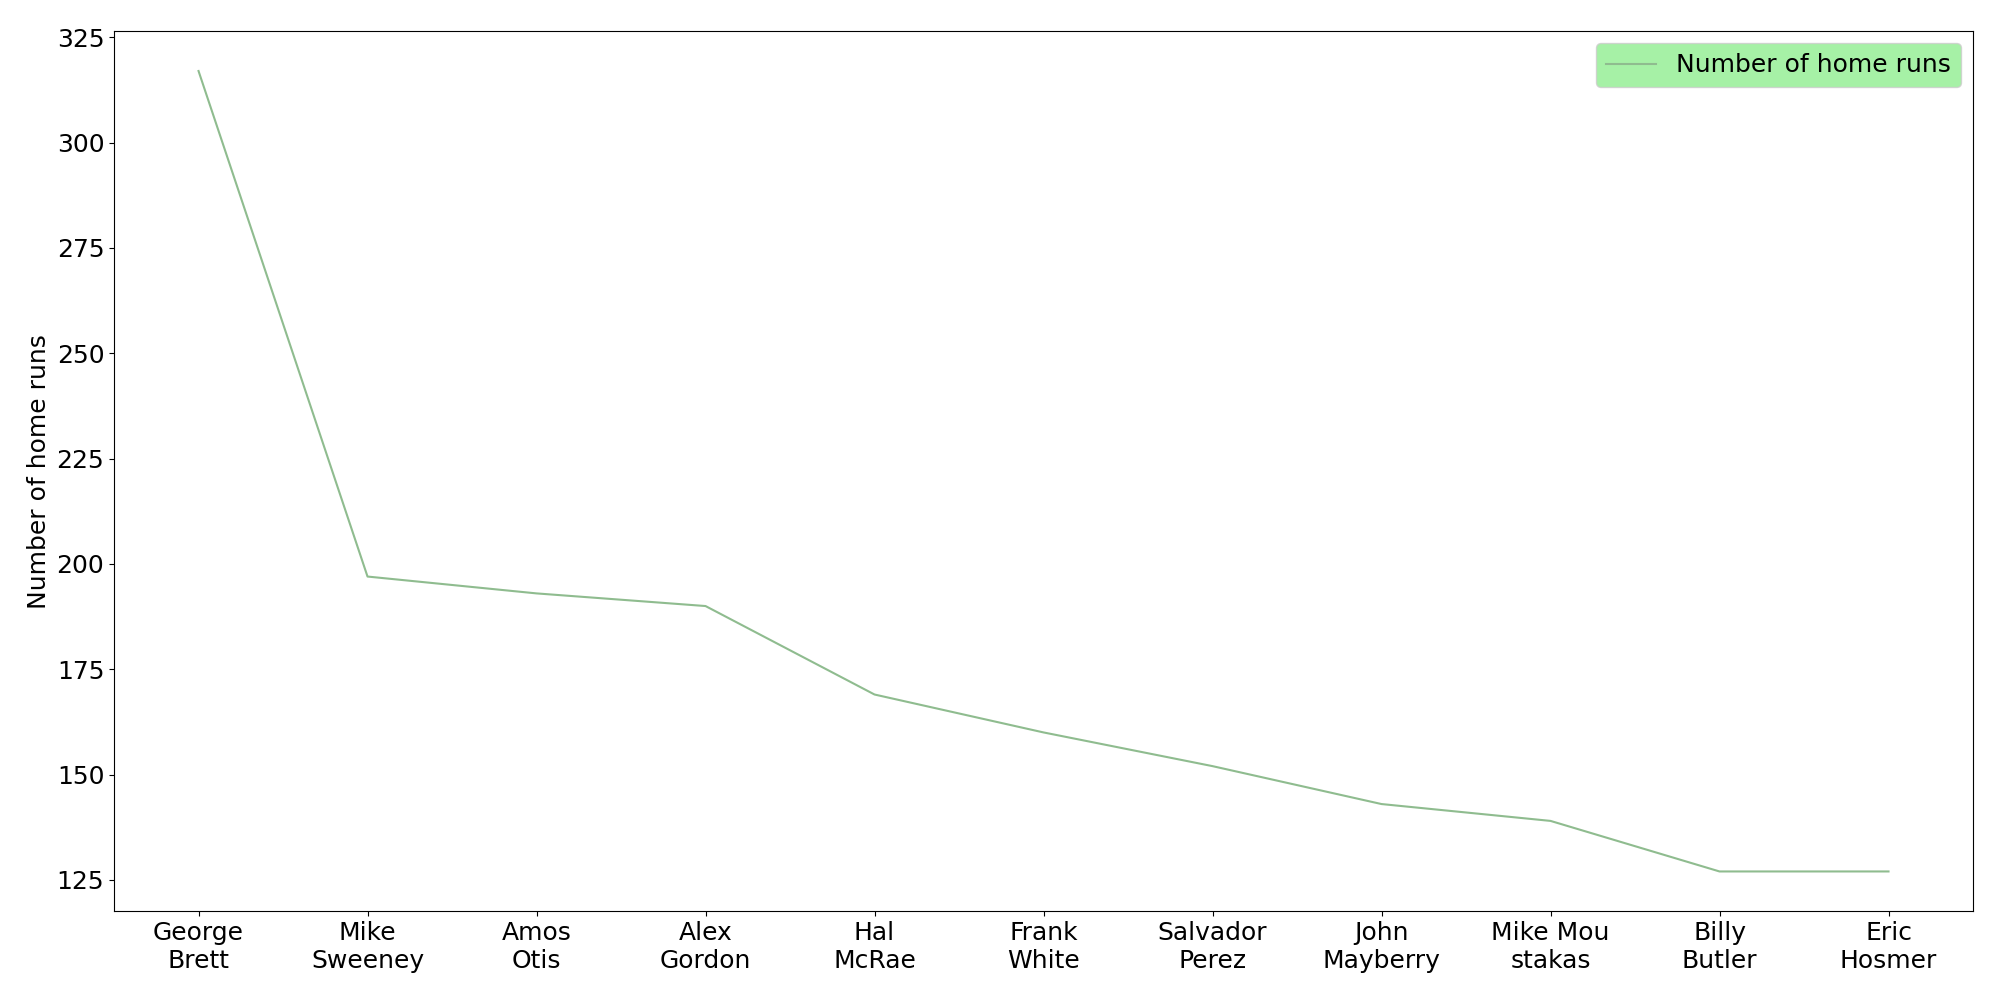 325
300
275
250
225
200
175
150
125
Number of home runs
Number of home runs
George
Brett
Mike
Sweeney
Amos
Otis
Alex
Gordon
Hal
McRae
Frank
White
Salvador
Perez
John
Mayberry
Mike Mou
stakas
Billy
Butler
Eric
Hosmer